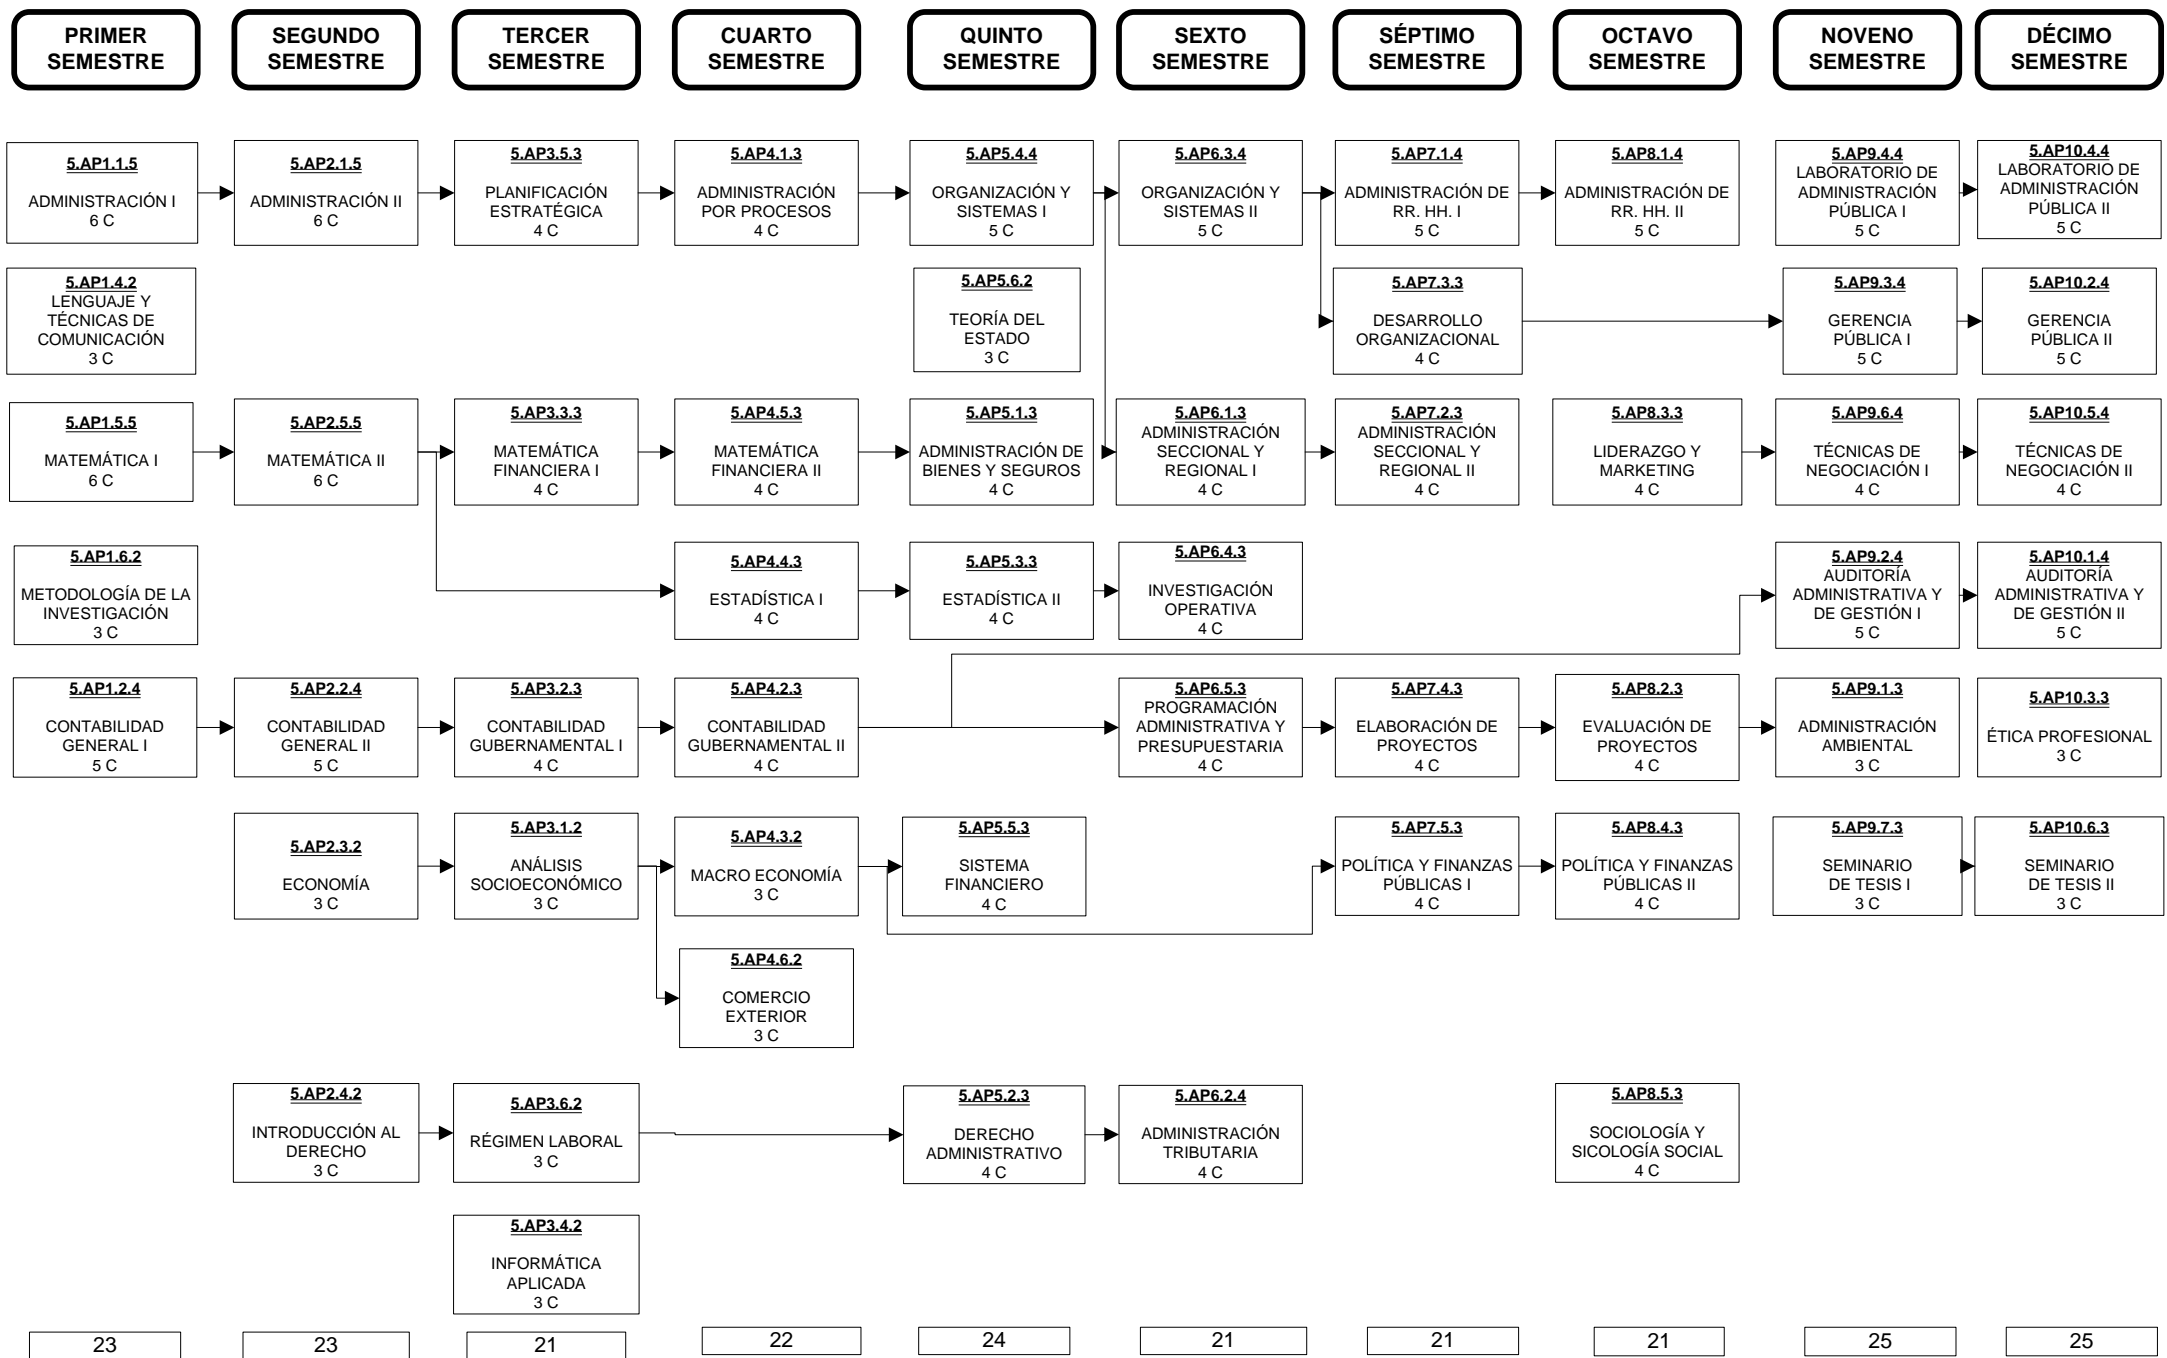 PRIMER
SEMESTRE
SEGUNDO
SEMESTRE
TERCER
SEMESTRE
CUARTO
SEMESTRE
QUINTO
SEMESTRE
SEXTO
SEMESTRE
SÉPTIMO
SEMESTRE
OCTAVO
SEMESTRE
NOVENO
SEMESTRE
DÉCIMO
SEMESTRE
5.AP1.1.5
ADMINISTRACIÓN I
6 C
5.AP2.1.5
ADMINISTRACIÓN II
6 C
5.AP3.5.3
PLANIFICACIÓN
ESTRATÉGICA
4 C
5.AP4.1.3
ADMINISTRACIÓN
POR PROCESOS
4 C
5.AP5.4.4
ORGANIZACIÓN Y
SISTEMAS I
5 C
5.AP6.3.4
ORGANIZACIÓN Y
SISTEMAS II
5 C
5.AP7.1.4
ADMINISTRACIÓN DE
RR. HH. I
5 C
5.AP8.1.4
ADMINISTRACIÓN DE
RR. HH. II
5 C
5.AP9.4.4
LABORATORIO DE
ADMINISTRACIÓN
PÚBLICA I
5 C
5.AP10.4.4
LABORATORIO DE
ADMINISTRACIÓN
PÚBLICA II
5 C
5.AP1.4.2
LENGUAJE Y
TÉCNICAS DE
COMUNICACIÓN
3 C
5.AP5.6.2
TEORÍA DEL
ESTADO
3 C
5.AP7.3.3
DESARROLLO
ORGANIZACIONAL
4 C
5.AP9.3.4
GERENCIA
PÚBLICA I
5 C
5.AP10.2.4
GERENCIA
PÚBLICA II
5 C
5.AP1.5.5
MATEMÁTICA I
6 C
5.AP2.5.5
MATEMÁTICA II
6 C
5.AP3.3.3
MATEMÁTICA
FINANCIERA I
4 C
5.AP4.5.3
MATEMÁTICA
FINANCIERA II
4 C
5.AP5.1.3
ADMINISTRACIÓN DE
BIENES Y SEGUROS
4 C
5.AP6.1.3
ADMINISTRACIÓN
SECCIONAL Y
REGIONAL I
4 C
5.AP7.2.3
ADMINISTRACIÓN
SECCIONAL Y
REGIONAL II
4 C
5.AP8.3.3
LIDERAZGO Y
MARKETING
4 C
5.AP9.6.4
TÉCNICAS DE
NEGOCIACIÓN I
4 C
5.AP10.5.4
TÉCNICAS DE
NEGOCIACIÓN II
4 C
5.AP1.6.2
METODOLOGÍA DE LA
INVESTIGACIÓN
3 C
5.AP4.4.3
ESTADÍSTICA I
4 C
5.AP5.3.3
ESTADÍSTICA II
4 C
5.AP6.4.3
INVESTIGACIÓN
OPERATIVA
4 C
5.AP9.2.4
AUDITORÍA
ADMINISTRATIVA Y
DE GESTIÓN I
5 C
5.AP10.1.4
AUDITORÍA
ADMINISTRATIVA Y
DE GESTIÓN II
5 C
5.AP1.2.4
CONTABILIDAD
GENERAL I
5 C
5.AP2.2.4
CONTABILIDAD
GENERAL II
5 C
5.AP3.2.3
CONTABILIDAD
GUBERNAMENTAL I
4 C
5.AP4.2.3
CONTABILIDAD
GUBERNAMENTAL II
4 C
5.AP6.5.3
PROGRAMACIÓN
ADMINISTRATIVA Y
PRESUPUESTARIA
4 C
5.AP7.4.3
ELABORACIÓN DE
PROYECTOS
4 C
5.AP8.2.3
EVALUACIÓN DE
PROYECTOS
4 C
5.AP9.1.3
ADMINISTRACIÓN
AMBIENTAL
3 C
5.AP10.3.3
ÉTICA PROFESIONAL
3 C
5.AP2.3.2
ECONOMÍA
3 C
5.AP3.1.2
ANÁLISIS
SOCIOECONÓMICO
3 C
5.AP4.3.2
MACRO ECONOMÍA
3 C
5.AP5.5.3
SISTEMA
FINANCIERO
4 C
5.AP7.5.3
POLÍTICA Y FINANZAS
PÚBLICAS I
4 C
5.AP8.4.3
POLÍTICA Y FINANZAS
PÚBLICAS II
4 C
5.AP9.7.3
SEMINARIO
DE TESIS I
3 C
5.AP10.6.3
SEMINARIO
DE TESIS II
3 C
5.AP4.6.2
COMERCIO
EXTERIOR
3 C
5.AP2.4.2
INTRODUCCIÓN AL
DERECHO
3 C
5.AP3.6.2
RÉGIMEN LABORAL
3 C
5.AP5.2.3
DERECHO
ADMINISTRATIVO
4 C
5.AP6.2.4
ADMINISTRACIÓN
TRIBUTARIA
4 C
5.AP8.5.3
SOCIOLOGÍA Y
SICOLOGÍA SOCIAL
4 C
5.AP3.4.2
INFORMÁTICA
APLICADA
3 C
23
23
21
22
24
21
21
21
25
25